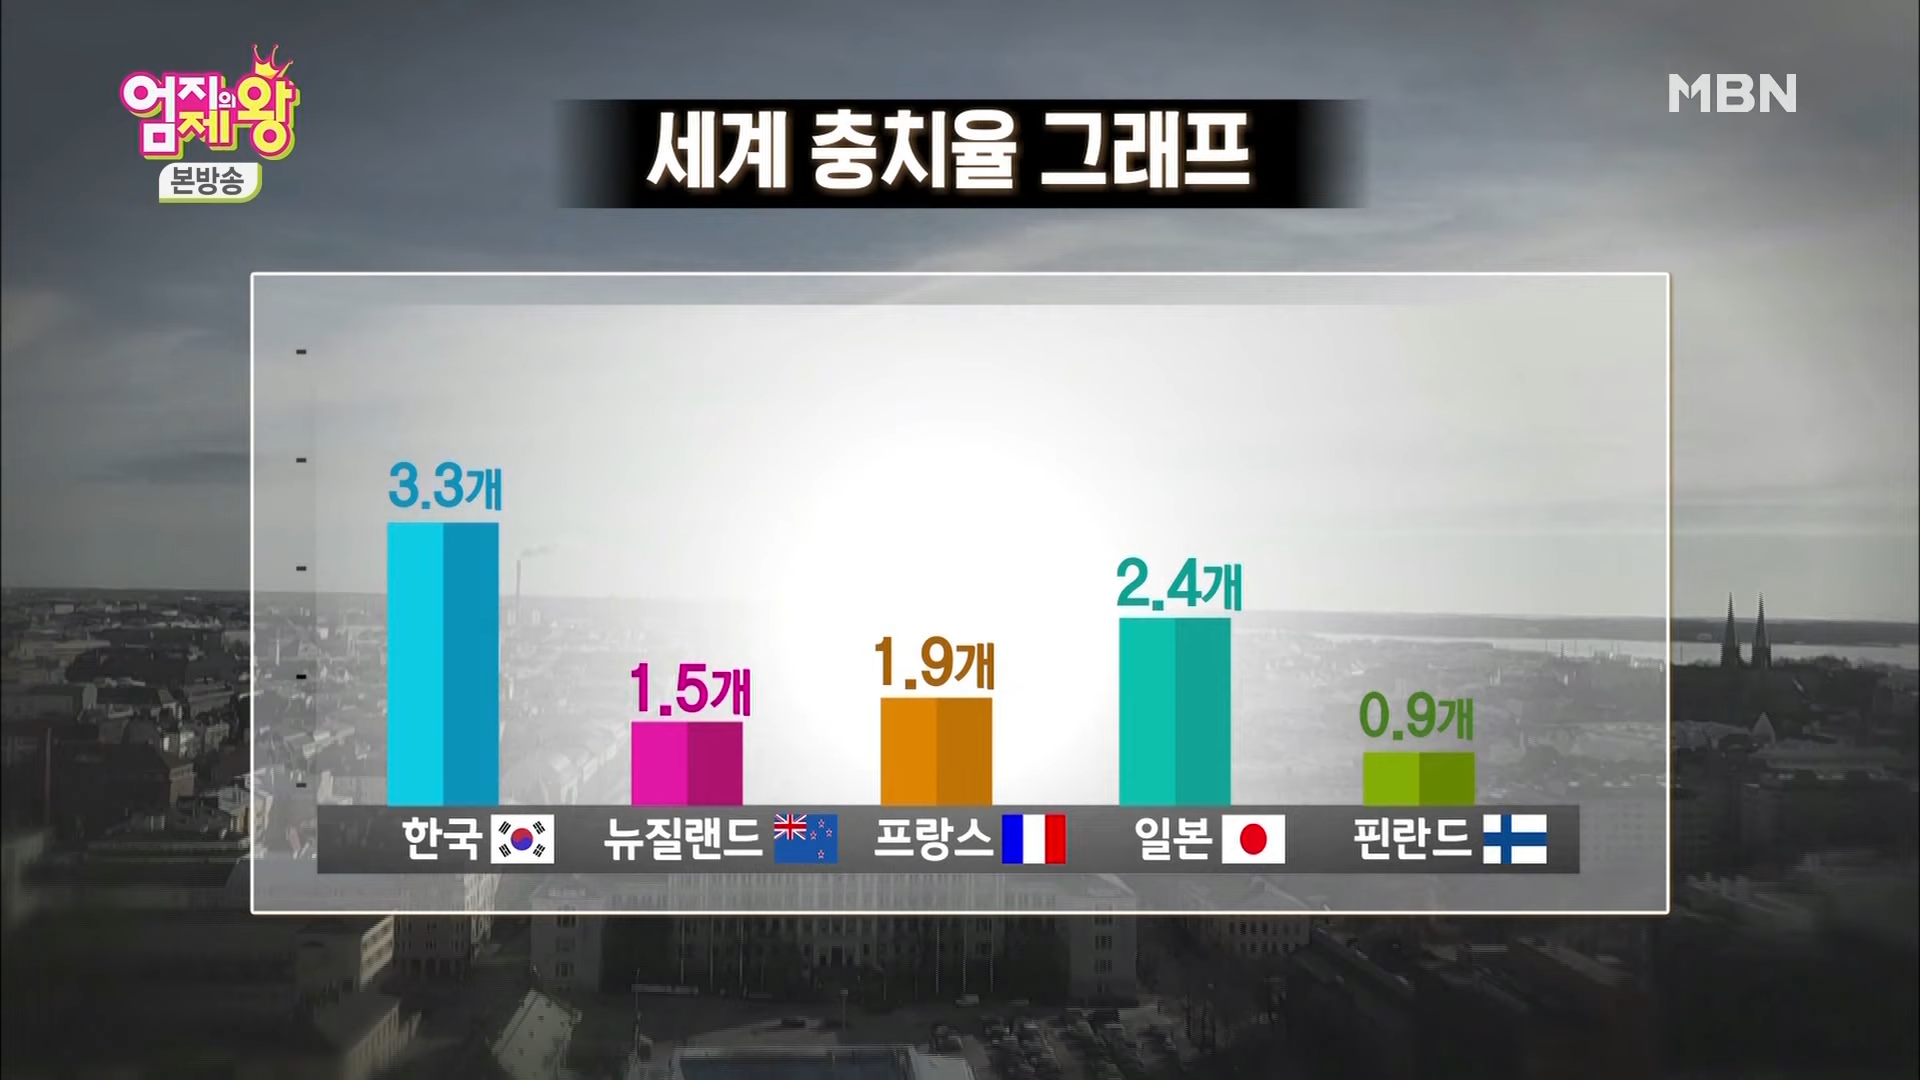 엄지의
제왕
본방송
MBN
세계 충치율 그래프
3.3개
1.5개
1.9개
2.4개
0.9개
한국 뉴질랜드 프랑스 일본 핀란드